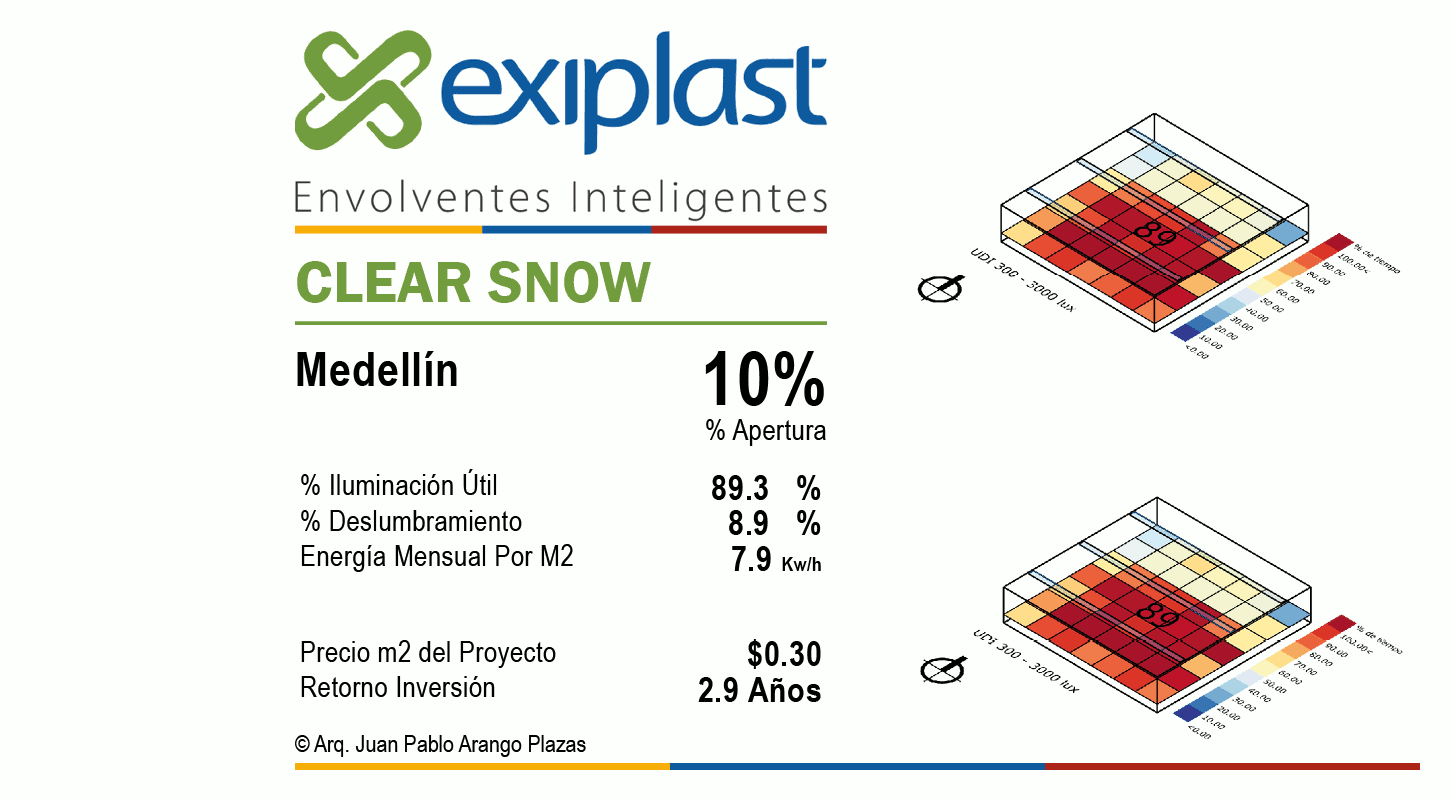 exiplast
Envolventes Inteligentes
CLEAR SNOW
Medellín
10%
% Apertura
% Iluminación Útil 89.3 %
% Deslumbramiento 8.9 %
Energía Mensual Por M2 7.9 Kw/h
Precio m2 del Proyecto $0.30
Retorno Inversión 2.9 Años
© Arq. Juan Pablo Arango Plazas
89
UDI 300 - 3000 lux
% de tiempo
100.00<
90.00
80.00
70.00
60.00
50.00
40.00
30.00
20.00
10.00
<0.00
89
UDI 300 - 3000 lux
% de tiempo
100.00<
90.00
80.00
70.00
60.00
50.00
40.00
30.00
20.00
10.00
<0.00